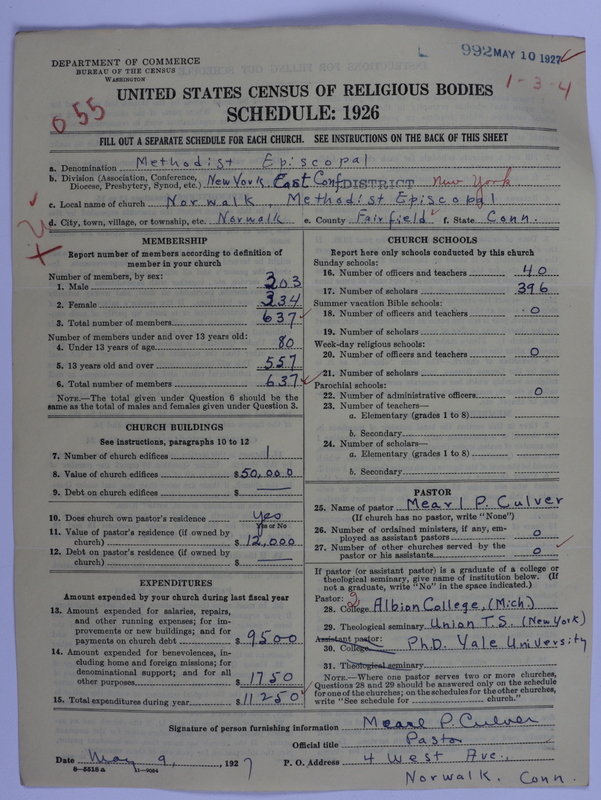 992 MAY 10 1927
DEPARTMENT OF COMMERCE
BUREAU OF THE CENSUS
WASHINGTON
1-3-4
UNITED STATES CENSUS OF RELIGIOUS BODIES
655
SCHEDULE: 1926
FILL OUT A SEPARATE SCHEDULE FOR EACH CHURCH. SEE INSTRUCTIONS ON THE BACK OF THIS SHEET
a. Denomination Methodist Episcopal
b. Division (Association, Conference, Diocese, Presbytery, Synod, etc.) New York East Conf DISTRICT New York
c. Local name of church Norwalk, Methodist Episcopal
d. City, town, village, or township, etc. Norwalk e. County Fairfield f. State Conn.
MEMBERSHIP
Report number of members according to definition of
member in your church
Number of members, by sex:
1. Male 303
2. Female 334
3. Total number of members 637
Number of members under and over 13 years old:
4. Under 13 years of age 80
5. 13 years old and over 557
6. Total number of members 637
NOTE.—The total given under Question 6 should be
same as the total of males and females given under Question 3.
CHURCH BUILDINGS
See instructions, paragraphs 10 to 12
7. Number of church edifices 1
8. Value of church edifices $50,000
9. Debt on church edifices $ —
10. Does church own pastor's residence Yes
Yes or No
11. Value of pastor's residence (if owned by
church) $12,000
12. Debt on pastor's residence (if owned by
church) $ —
EXPENDITURES
Amount expended by your church during last fiscal year
13. Amount expended for salaries, repairs,
and other running expenses; for im-
provements or new buildings; and for
payments on church debt $9500
14. Amount expended for benevolences, in-
cluding home and foreign missions; for
denominational support; and for all
other purposes $1750
15. Total expenditures during year $11250
CHURCH SCHOOLS
Report here only schools conducted by this church
Sunday schools:
16. Number of officers and teachers 40
17. Number of scholars 396
Summer vacation Bible schools:
18. Number of officers and teachers 0
19. Number of scholars
Week-day religious schools:
20. Number of officers and teachers 0
21. Number of scholars
Parochial schools:
22. Number of administrative officers 0
23. Number of teachers—
a. Elementary (grades 1 to 8)
b. Secondary
24. Number of scholars—
a. Elementary (grades 1 to 8)
b. Secondary
PASTOR
25. Name of pastor Mearl P. Culver
(If church has no pastor, write "None")
26. Number of ordained ministers, if any, em-
ployed as assistant pastors 0
27. Number of other churches served by the
pastor or his assistants 0
If pastor (or assistant pastor) is a graduate of a college or
theological seminary, give name of institution below. (If
not a graduate, write "No" in the space indicated.)
Pastor: 2
28. College Albion College, (Mich.)
29. Theological seminary Union T.S. (New York)
Assistant pastor:
30. College Ph.D. Yale University
31. Theological seminary
NOTE.—Where one pastor serves two or more churches,
Questions 28 and 29 should be answered only on the schedule
for one of the churches; on the schedules for the other churches,
write "See schedule for church."
Signature of person furnishing information Mearl P. Culver
Official title Pastor
Date May 9, 1927 P. O. Address 4 West Ave.,
8—5518 a 11—9084 Norwalk. Conn.